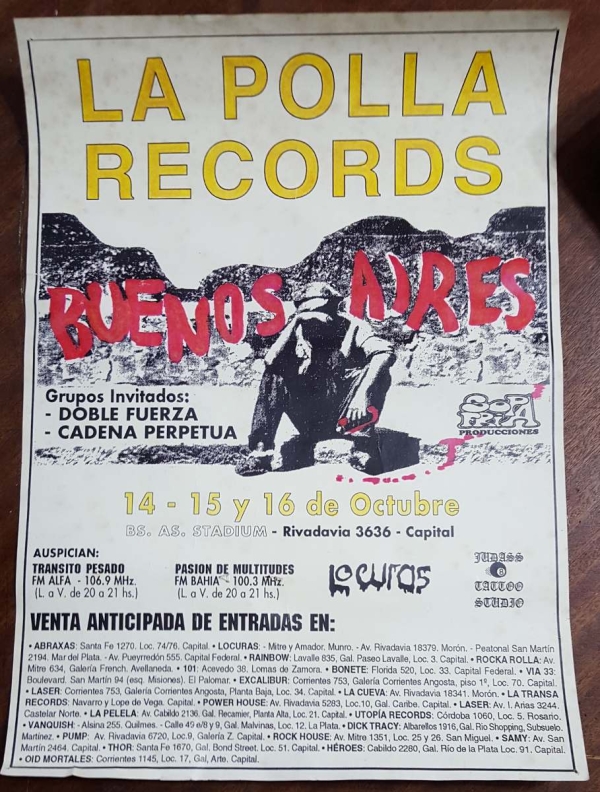 LA POLLA
RECORDS
BUENOS AIRES
Grupos Invitados:
- DOBLE FUERZA
- CADENA PERPETUA
SOPA
FRIA
PRODUCCIONES
14 - 15 y 16 de Octubre
BS. AS. STADIUM - Rivadavia 3636 - Capital
AUSPICIAN:
TRANSITO PESADO
FM ALFA - 106.9 MHz.
(L. a V. de 20 a 21 hs.)
PASION DE MULTITUDES
FM BAHIA - 100.3 MHz.
(L. a V. de 20 a 21 hs.)
Locuras
JUDASS
TATTOO
STUDIO
VENTA ANTICIPADA DE ENTRADAS EN:
• ABRAXAS: Santa Fe 1270. Loc. 74/76. Capital. • LOCURAS: - Mitre y Amador. Munro. - Av. Rivadavia 18379. Morón. - Peatonal San Martín
2194. Mar del Plata. - Av. Pueyrredón 555. Capital Federal. • RAINBOW: Lavalle 835, Gal. Paseo Lavalle, Loc. 3. Capital. • ROCKA ROLLA: Av.
Mitre 634, Galería French. Avellaneda. • 101: Acevedo 38. Lomas de Zamora. • BONETE: Florida 520, Loc. 33, Capital Federal. • VIA 33:
Boulevard. San Martín 94 (esq. Misiones). El Palomar. • EXCALIBUR: Corrientes 753, Galería Corrientes Angosta, piso 1º, Loc. 70. Capital.
• LASER: Corrientes 753, Galería Corrientes Angosta, Planta Baja, Loc. 34. Capital. • LA CUEVA: Av. Rivadavia 18341. Morón. • LA TRANSA
RECORDS: Navarro y Lope de Vega. Capital. • POWER HOUSE: Av. Rivadavia 5283, Loc.10, Gal. Caribe. Capital. • LASER: Av. I. Arias 3244.
Castelar Norte. • LA PELELA: Av. Cabildo 2136, Gal. Recamier, Planta Alta, Loc. 21. Capital. • UTOPÍA RECORDS: Córdoba 1060, Loc. 5. Rosario.
• VANQUISH: - Alsina 255. Quilmes. - Calle 49 e/8 y 9, Gal. Malvinas, Loc. 12. La Plata. • DICK TRACY: Albarellos 1916, Gal. Río Shopping, Subsuelo.
Martínez. • PUMP: Av. Rivadavia 6720, Loc.9, Galería Z. Capital. • ROCK HOUSE: Av. Mitre 1351, Loc. 25 y 26. San Miguel. • SAMY: Av. San
Martín 2464. Capital. • THOR: Santa Fe 1670, Gal. Bond Street. Loc. 51. Capital. • HÉROES: Cabildo 2280, Gal. Río de la Plata Loc. 91, Capital.
• OID MORTALES: Corrientes 1145, Loc. 17, Gal, Arte. Capital.